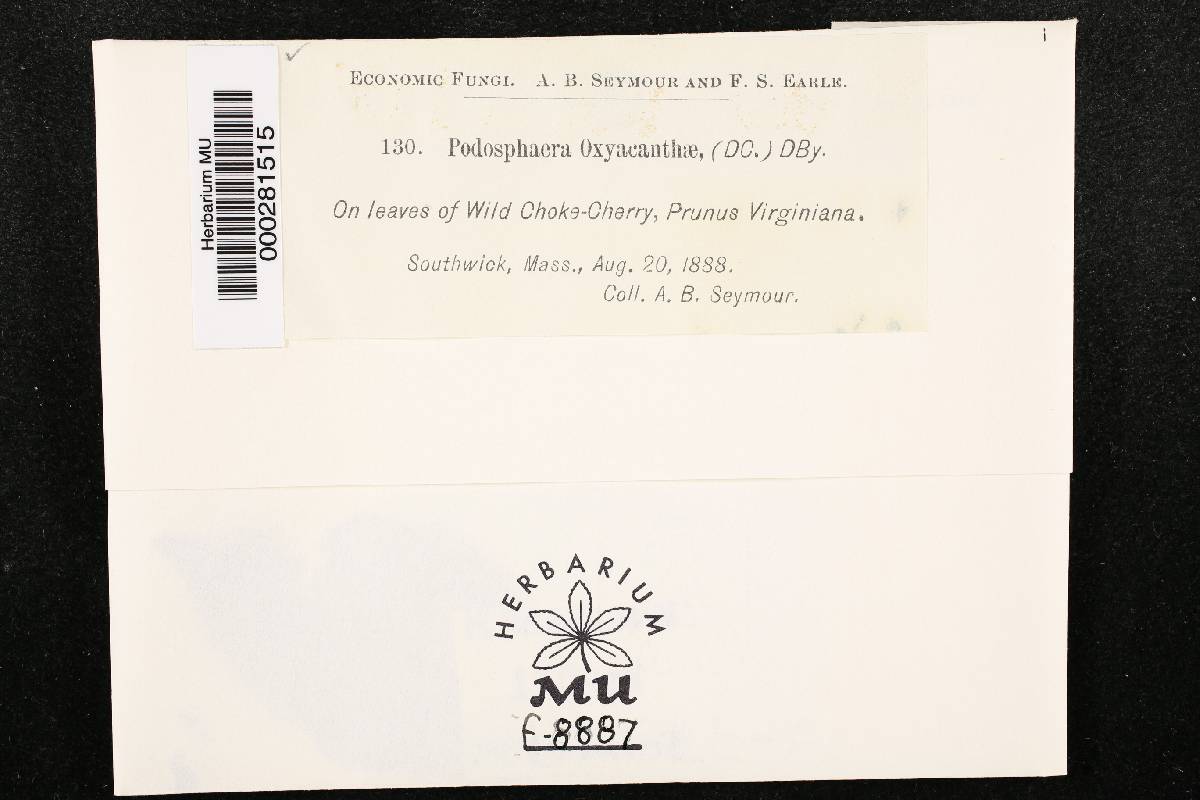 ECONOMIC FUNGI. A. B. SEYMOUR AND F. S. EARLE.
130. Podosphaera Oxyacanthæ, (DC.) DBy.
On leaves of Wild Choke-Cherry, Prunus Virginiana.
Southwick, Mass., Aug. 20, 1888.
Coll. A. B. Seymour.
Herbarium MU
000281515
HERBARIUM
MU
F-8887